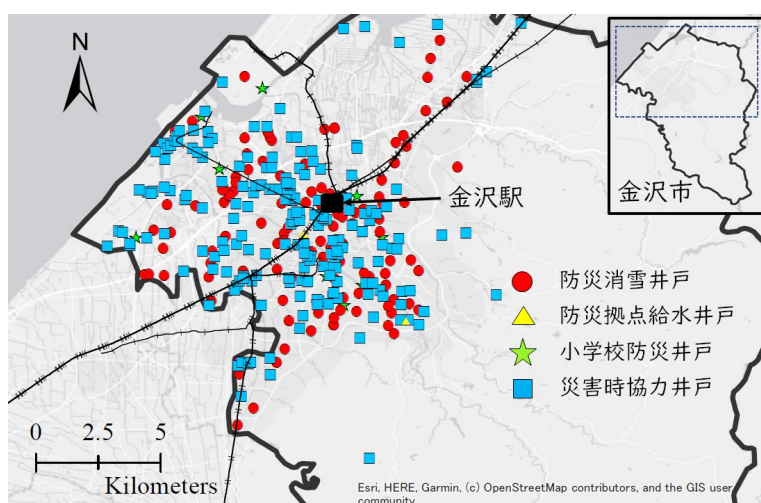 N
金沢市
金沢駅
防災消雪井戸
防災拠点給水井戸
小学校防災井戸
災害時協力井戸
0 2.5 5
Kilometers
Esri, HERE, Garmin, (c) OpenStreetMap contributors, and the GIS user
community